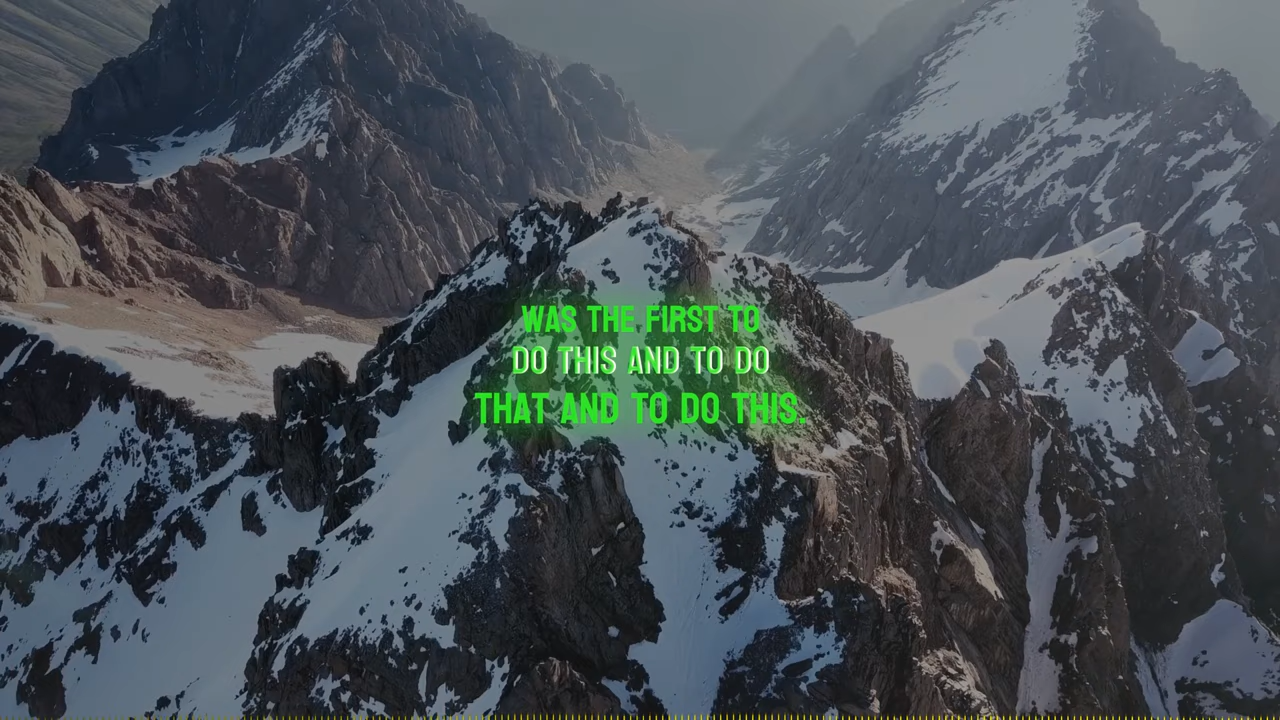 WAS THE FIRST TO
DO THIS AND TO DO
THAT AND TO DO THIS.